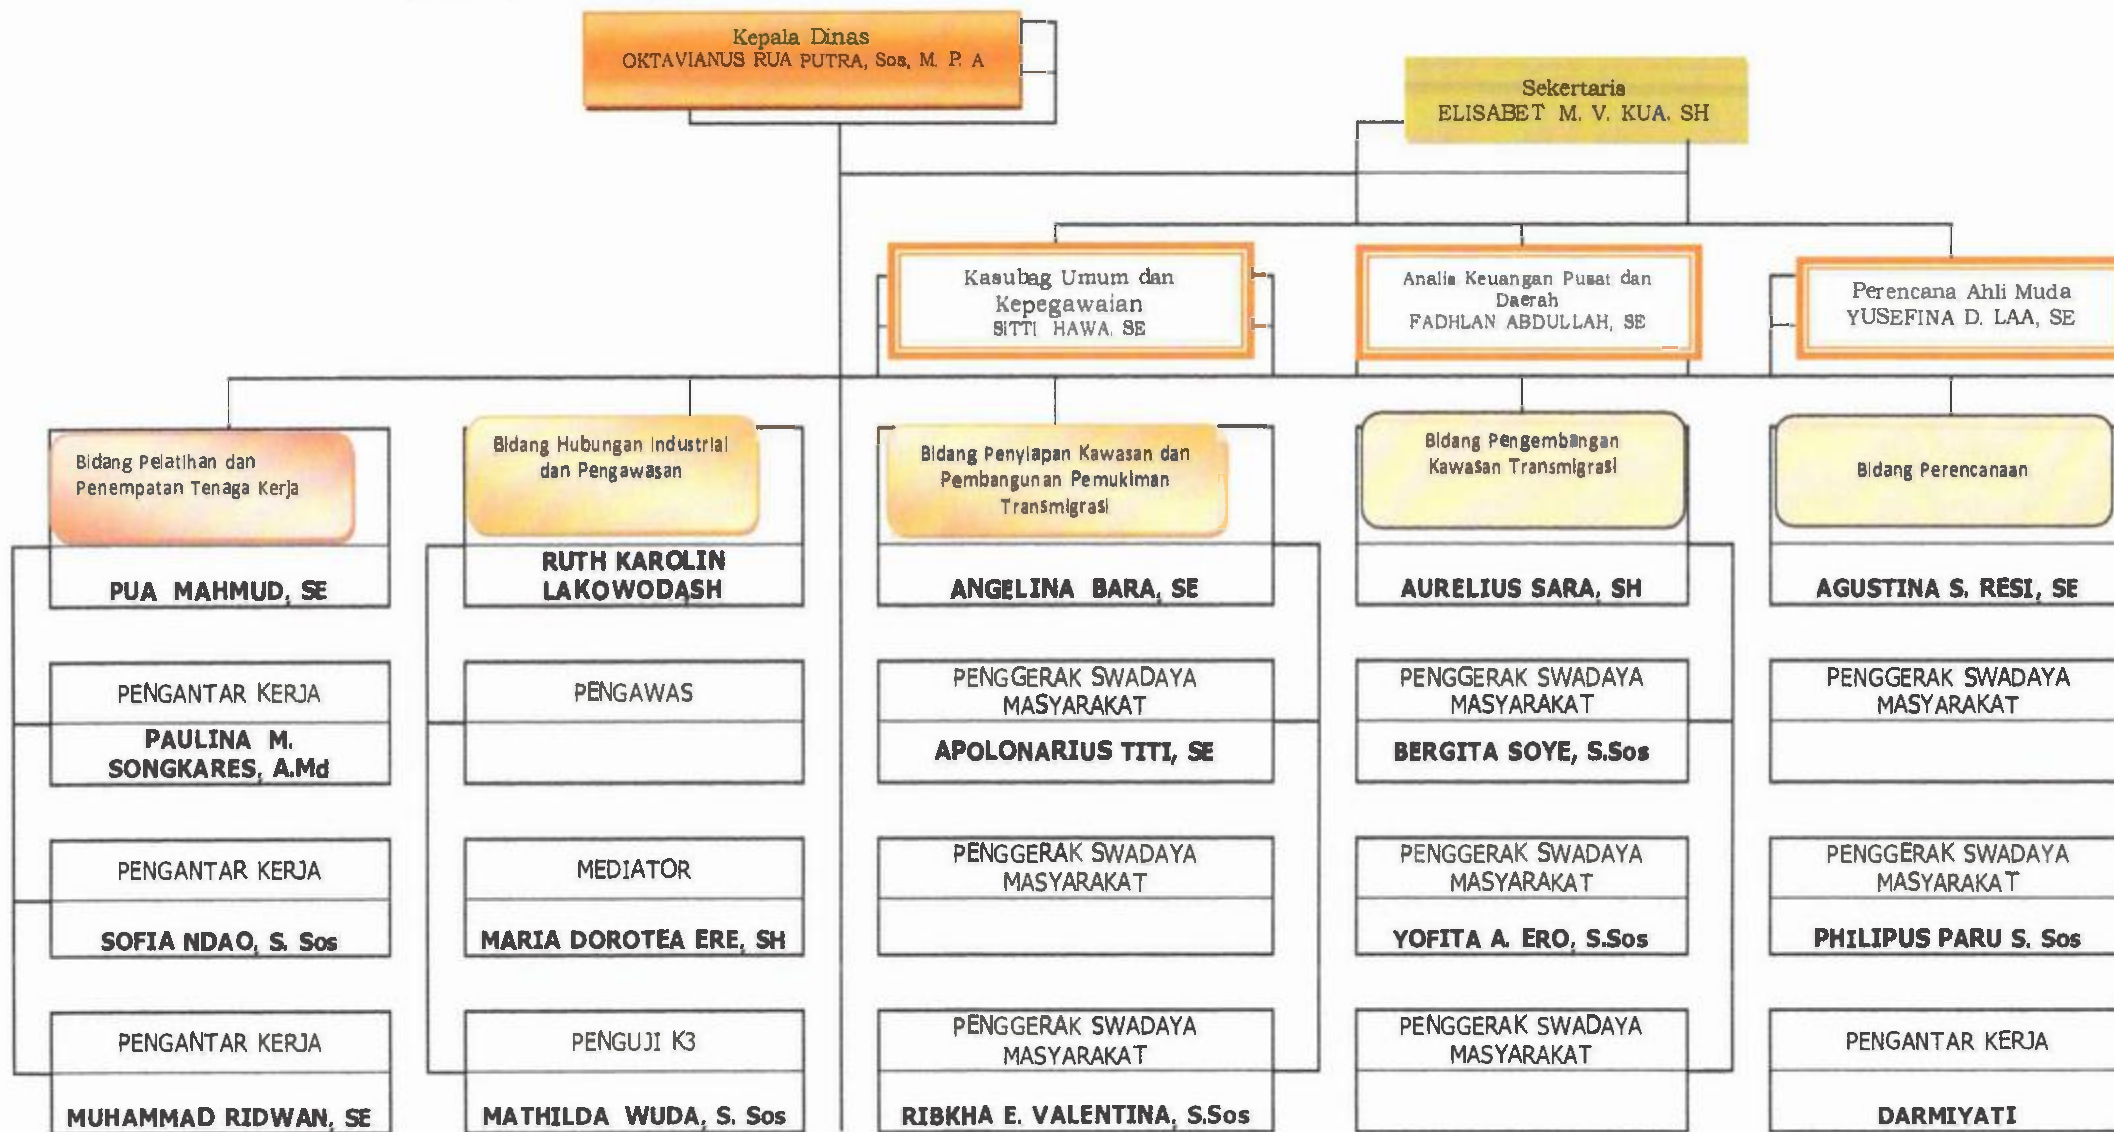 Kepala Dinas
OKTAVIANUS RUA PUTRA, Sos, M. P. A
Sekertaris
ELISABET M. V. KUA. SH
Kasubag Umum dan
Kepegawaian
SITTI HAWA. SE
Analis Keuangan Pusat dan
Daerah
FADHLAN ABDULLAH, SE
Perencana Ahli Muda
YUSEFINA D. LAA, SE
Bidang Pelatihan dan
Penempatan Tenaga Kerja
PUA MAHMUD, SE
Bidang Hubungan Industrial
dan Pengawasan
RUTH KAROLIN
LAKOWODASH
Bidang Penyiapan Kawasan dan
Pembangunan Pemukiman
Transmigrasi
ANGELINA BARA, SE
Bidang Pengembangan
Kawasan Transmigrasi
AURELIUS SARA, SH
Bidang Perencanaan
AGUSTINA S. RESI, SE
PENGANTAR KERJA
PAULINA M.
SONGKARES, A.Md
PENGAWAS
PENGGERAK SWADAYA
MASYARAKAT
APOLONARIUS TITI, SE
PENGGERAK SWADAYA
MASYARAKAT
BERGITA SOYE, S.Sos
PENGGERAK SWADAYA
MASYARAKAT
PENGANTAR KERJA
SOFIA NDAO, S. Sos
MEDIATOR
MARIA DOROTEA ERE, SH
PENGGERAK SWADAYA
MASYARAKAT
PENGGERAK SWADAYA
MASYARAKAT
YOFITA A. ERO, S.Sos
PENGGERAK SWADAYA
MASYARAKAT
PHILIPUS PARU S. Sos
PENGANTAR KERJA
MUHAMMAD RIDWAN, SE
PENGUJI K3
MATHILDA WUDA, S. Sos
PENGGERAK SWADAYA
MASYARAKAT
RIBKHA E. VALENTINA, S.Sos
PENGGERAK SWADAYA
MASYARAKAT
PENGANTAR KERJA
DARMIYATI